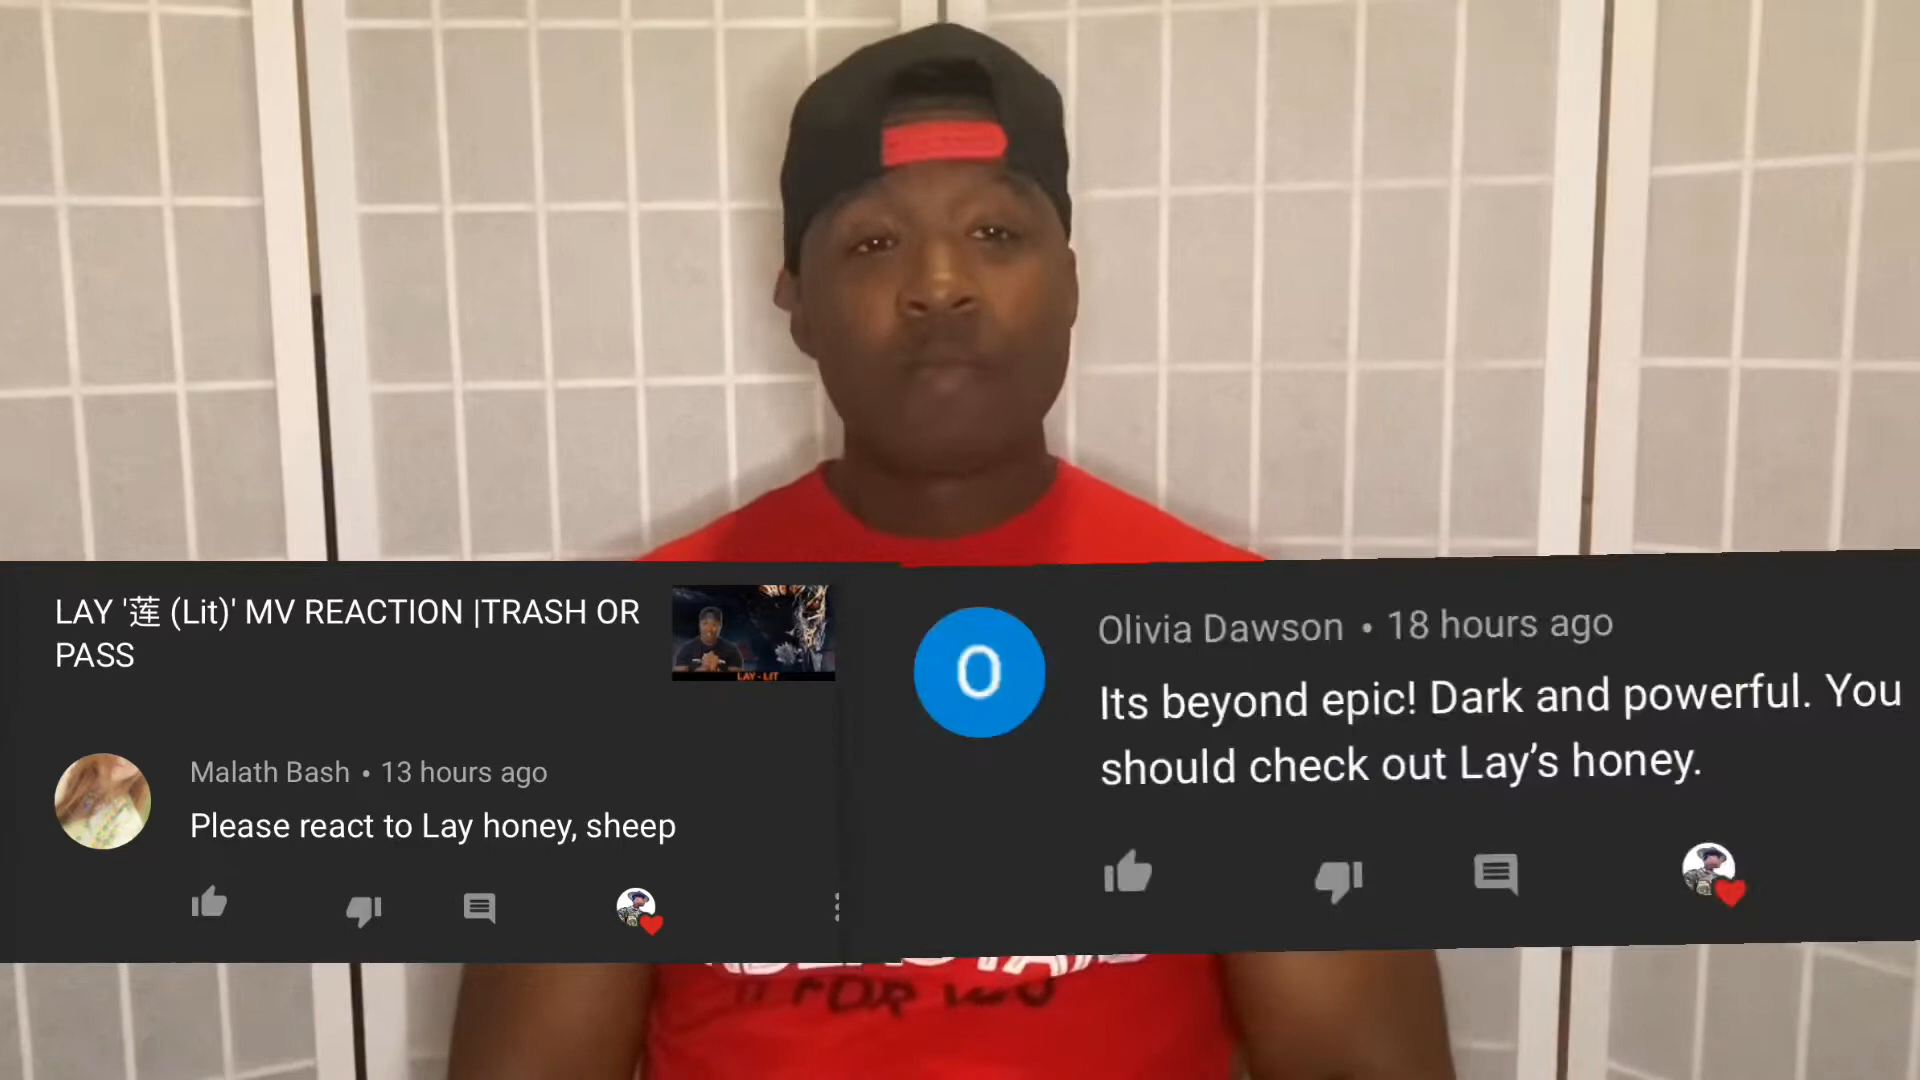 LAY '莲 (Lit)' MV REACTION |TRASH OR
PASS
LAY - LIT
Malath Bash • 13 hours ago
Please react to Lay honey, sheep
O
Olivia Dawson • 18 hours ago
Its beyond epic! Dark and powerful. You
should check out Lay's honey.
FOR